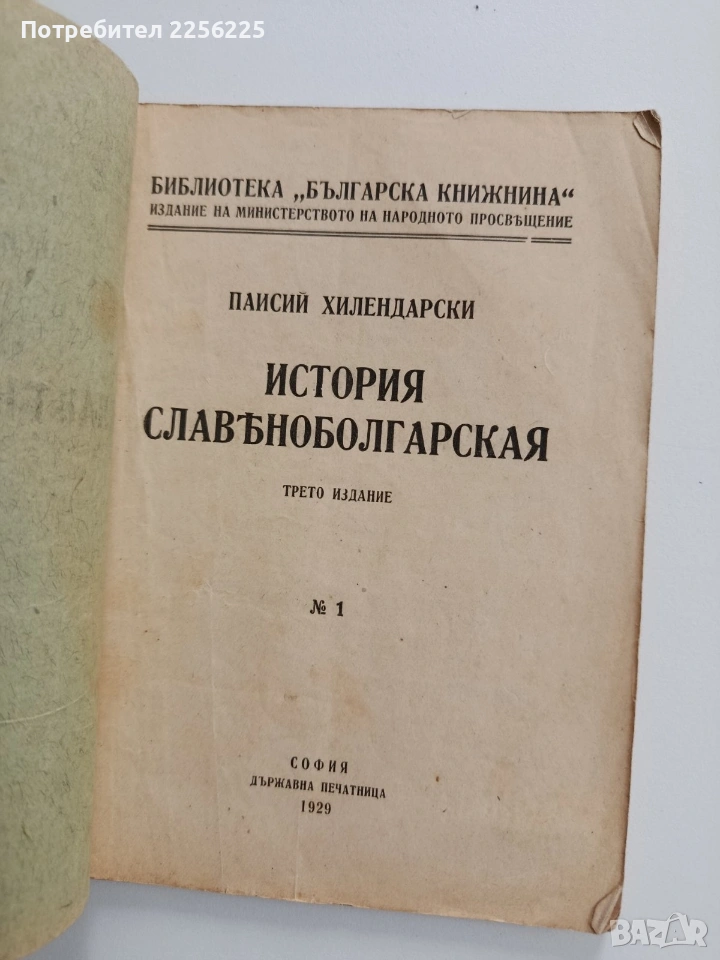 Потребител 2256225
БИБЛИОТЕКА „БЪЛГАРСКА КНИЖНИНА“
ИЗДАНИЕ НА МИНИСТЕРСТВОТО НА НАРОДНОТО ПРОСВѢЩЕНИЕ
ПАИСИЙ ХИЛЕНДАРСКИ
ИСТОРИЯ
СЛАВѢНОБОЛГАРСКАЯ
ТРЕТО ИЗДАНИЕ
№ 1
СОФИЯ
ДЪРЖАВНА ПЕЧАТНИЦА
1929
BAZAR